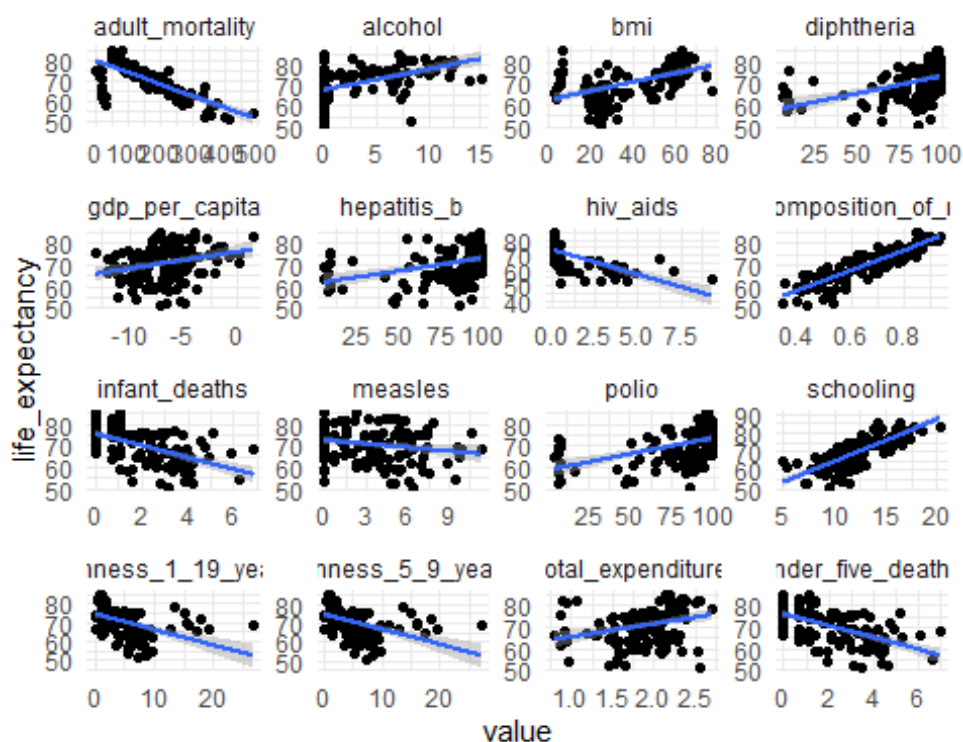 adult_mortality alcohol bmi diphtheria
80 70 60 50 80 70 60 50 80 70 60 50 80 70 60 50
0 100 200 300 400 500 0 5 10 15 0 20 40 60 80 25 50 75 100
gdp_per_capita hepatitis_b hiv_aids omposition_of_r
80 70 60 50 80 70 60 50 80 70 60 50 40 80 70 60 50
-10 -5 0 25 50 75 100 0.0 2.5 5.0 7.5 0.4 0.6 0.8
life_expectancy
infant_deaths measles polio schooling
80 70 60 50 80 70 60 50 80 70 60 50 90 80 70 60 50
0 2 4 6 0 3 6 9 25 50 75 100 5 10 15 20
nness_1_19_yea nness_5_9_yea otal_expenditure nder_five_death
80 70 60 50 80 70 60 50 80 70 60 50 80 70 60 50
0 10 20 0 10 20 1.0 1.5 2.0 2.5 0 2 4 6
value